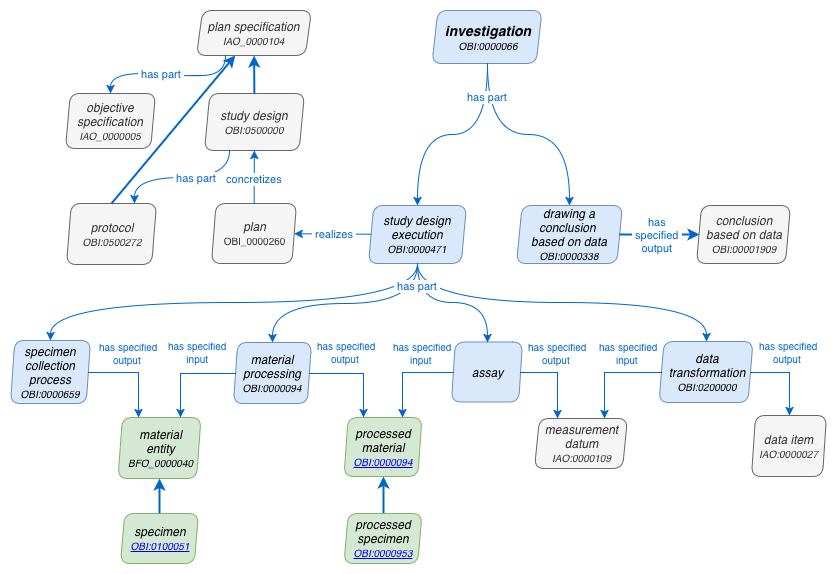 plan specification
IAO_0000104
investigation
OBI:0000066
has part
has part
objective
specification
IAO_0000005
study design
OBI:0500000
has part
concretizes
protocol
OBI:0500272
plan
OBI_0000260
realizes
study design
execution
OBI:0000471
drawing a
conclusion
based on data
OBI:0000338
has
specified
output
conclusion
based on data
OBI:00001909
has part
specimen
collection
process
OBI:0000659
has specified
output
has specified
input
material
processing
OBI:0000094
has specified
output
has specified
input
assay
has specified
output
has specified
input
data
transformation
OBI:0200000
has specified
output
material
entity
BFO_0000040
processed
material
OBI:0000094
measurement
datum
IAO:0000109
data item
IAO:0000027
specimen
OBI:0100051
processed
specimen
OBI:0000953